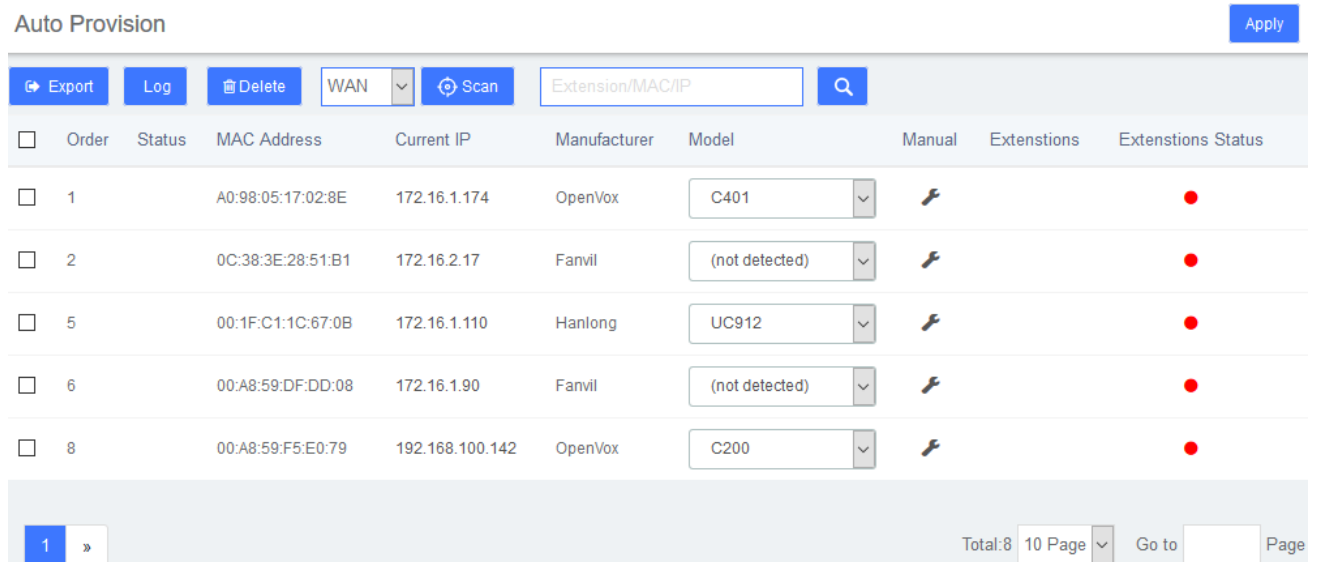 Auto Provision Apply
Export Log Delete WAN Scan Extension/MAC/IP
Order Status MAC Address Current IP Manufacturer Model Manual Extenstions Extenstions Status
1 A0:98:05:17:02:8E 172.16.1.174 OpenVox C401
2 0C:38:3E:28:51:B1 172.16.2.17 Fanvil (not detected)
5 00:1F:C1:1C:67:0B 172.16.1.110 Hanlong UC912
6 00:A8:59:DF:DD:08 172.16.1.90 Fanvil (not detected)
8 00:A8:59:F5:E0:79 192.168.100.142 OpenVox C200
1 » Total:8 10 Page Go to Page